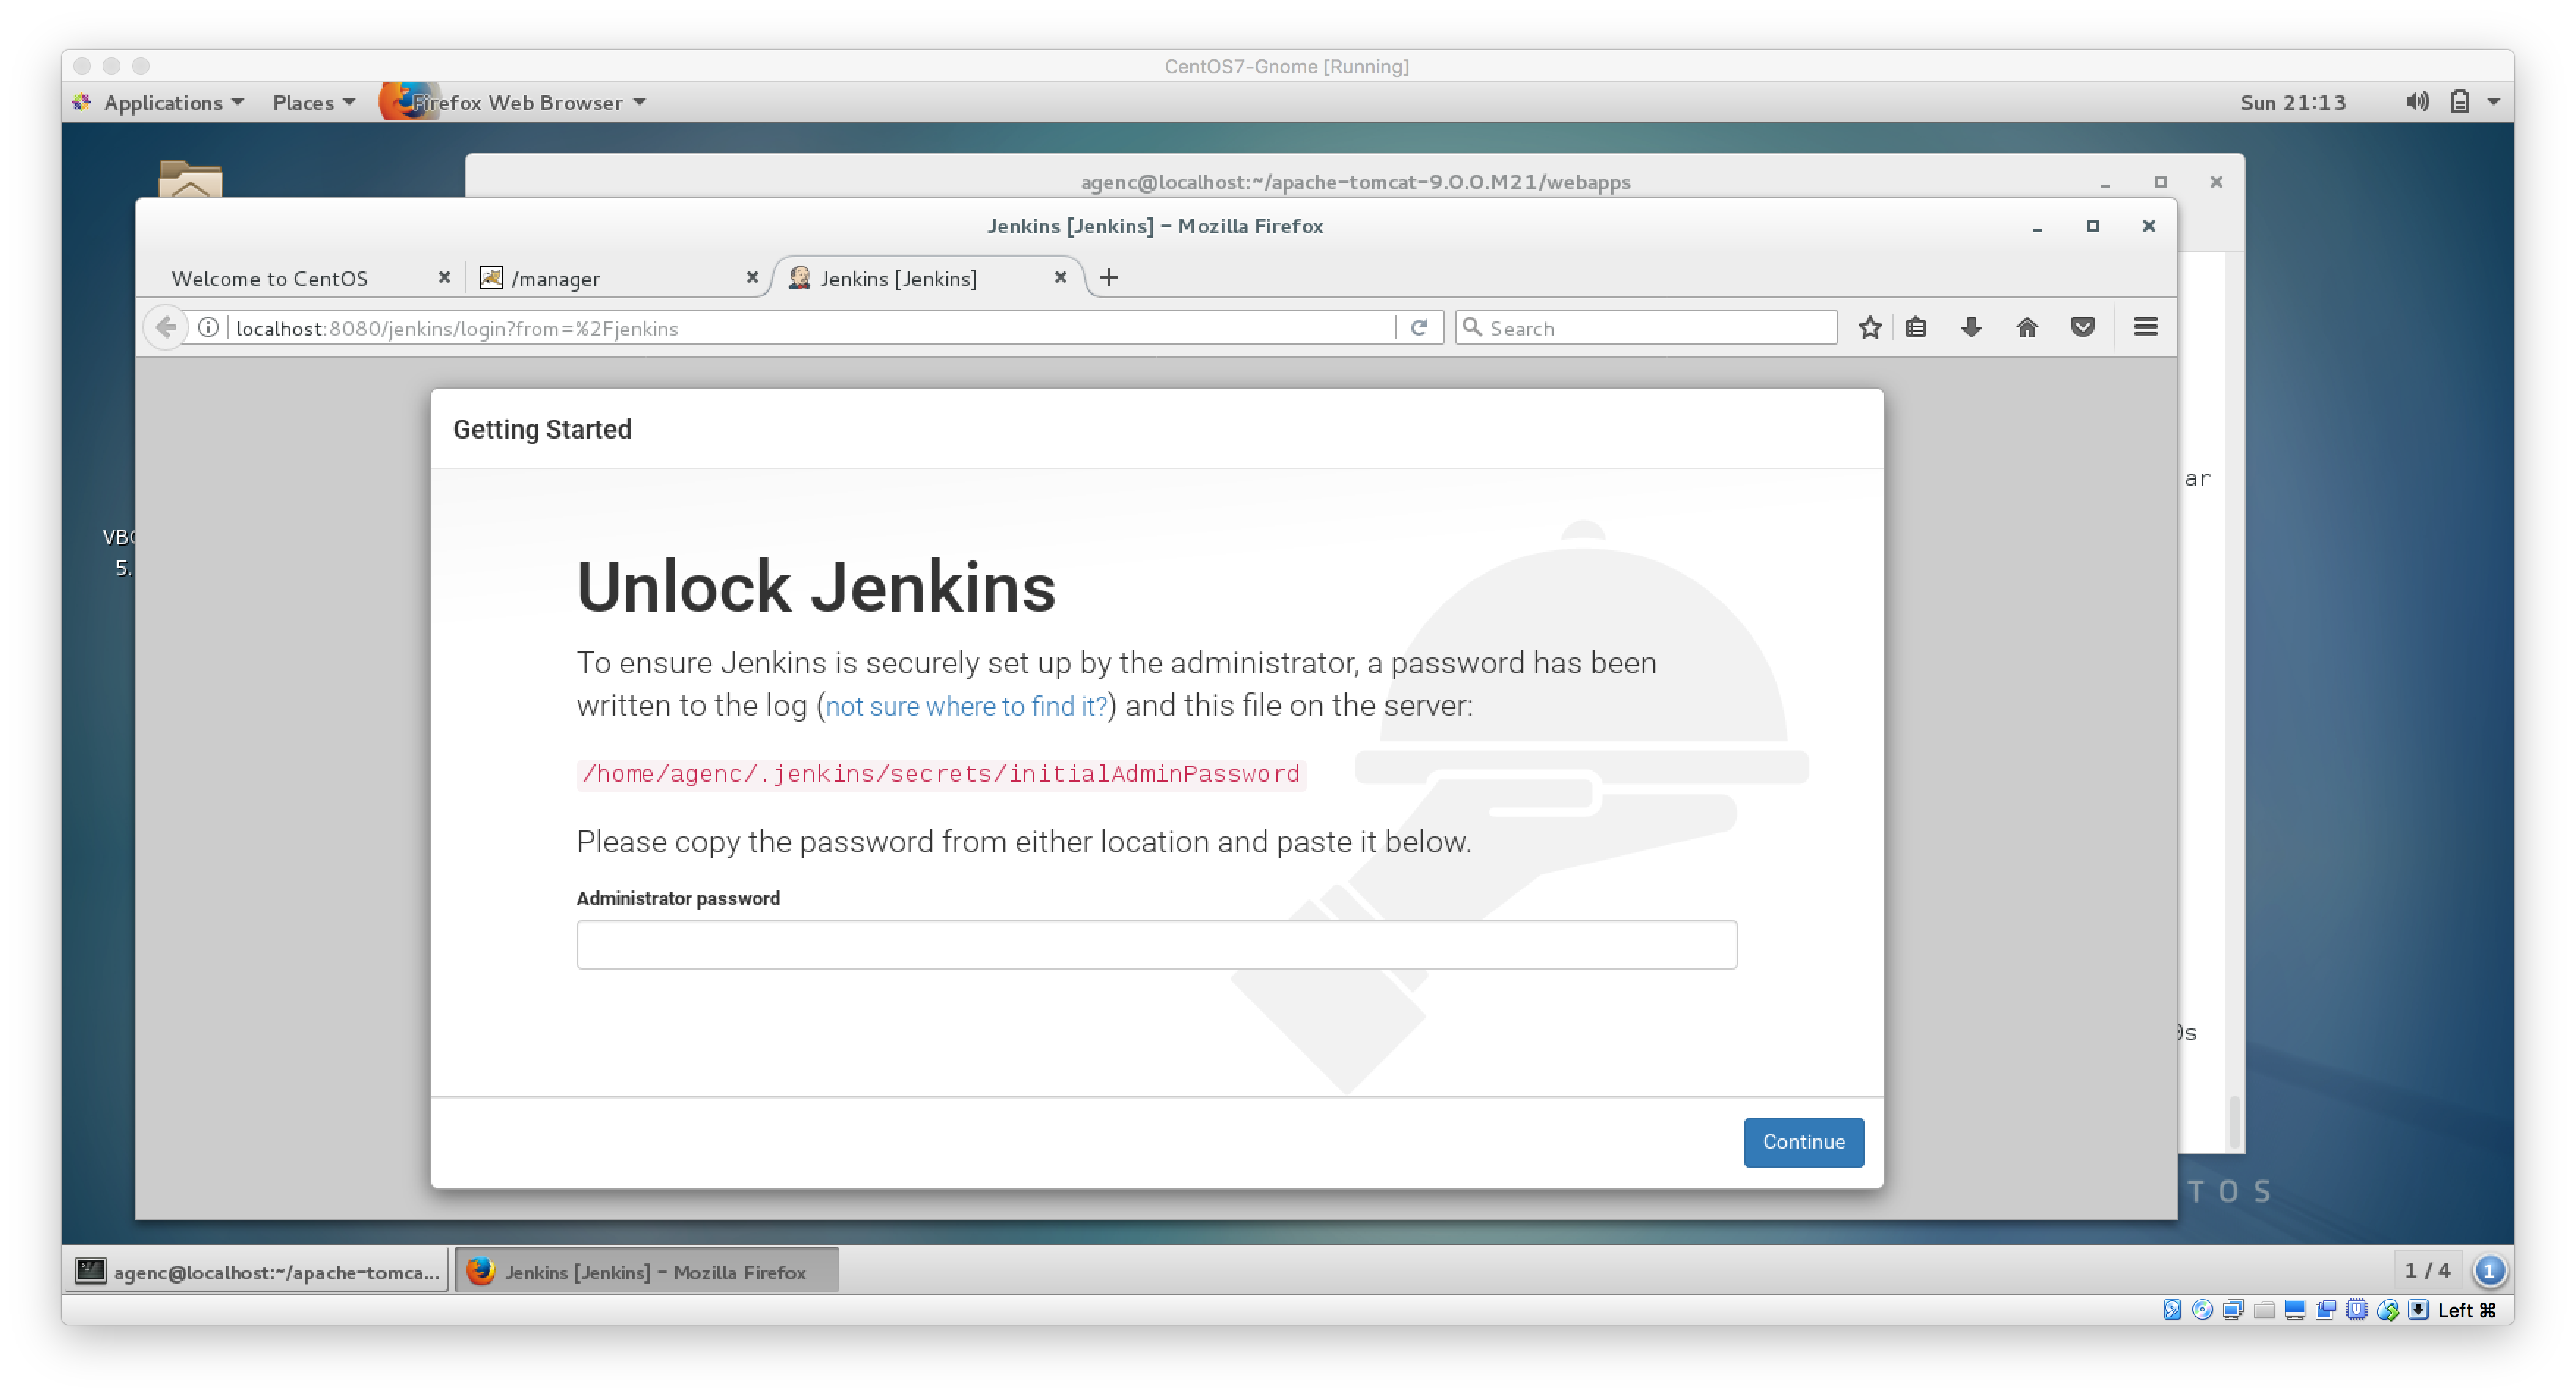 CentOS7-Gnome [Running]
Applications Places Firefox Web Browser Sun 21:13
agenc@localhost:~/apache-tomcat-9.0.0.M21/webapps
Jenkins [Jenkins] - Mozilla Firefox
Welcome to CentOS /manager Jenkins [Jenkins]
localhost:8080/jenkins/login?from=%2Fjenkins Search
Getting Started
ar
Unlock Jenkins
VBO
5.
To ensure Jenkins is securely set up by the administrator, a password has been
written to the log (not sure where to find it?) and this file on the server:
/home/agenc/.jenkins/secrets/initialAdminPassword
Please copy the password from either location and paste it below.
Administrator password
0s
Continue
TOS
agenc@localhost:~/apache-tomca... Jenkins [Jenkins] - Mozilla Firefox 1 / 4 1
Left ⌘